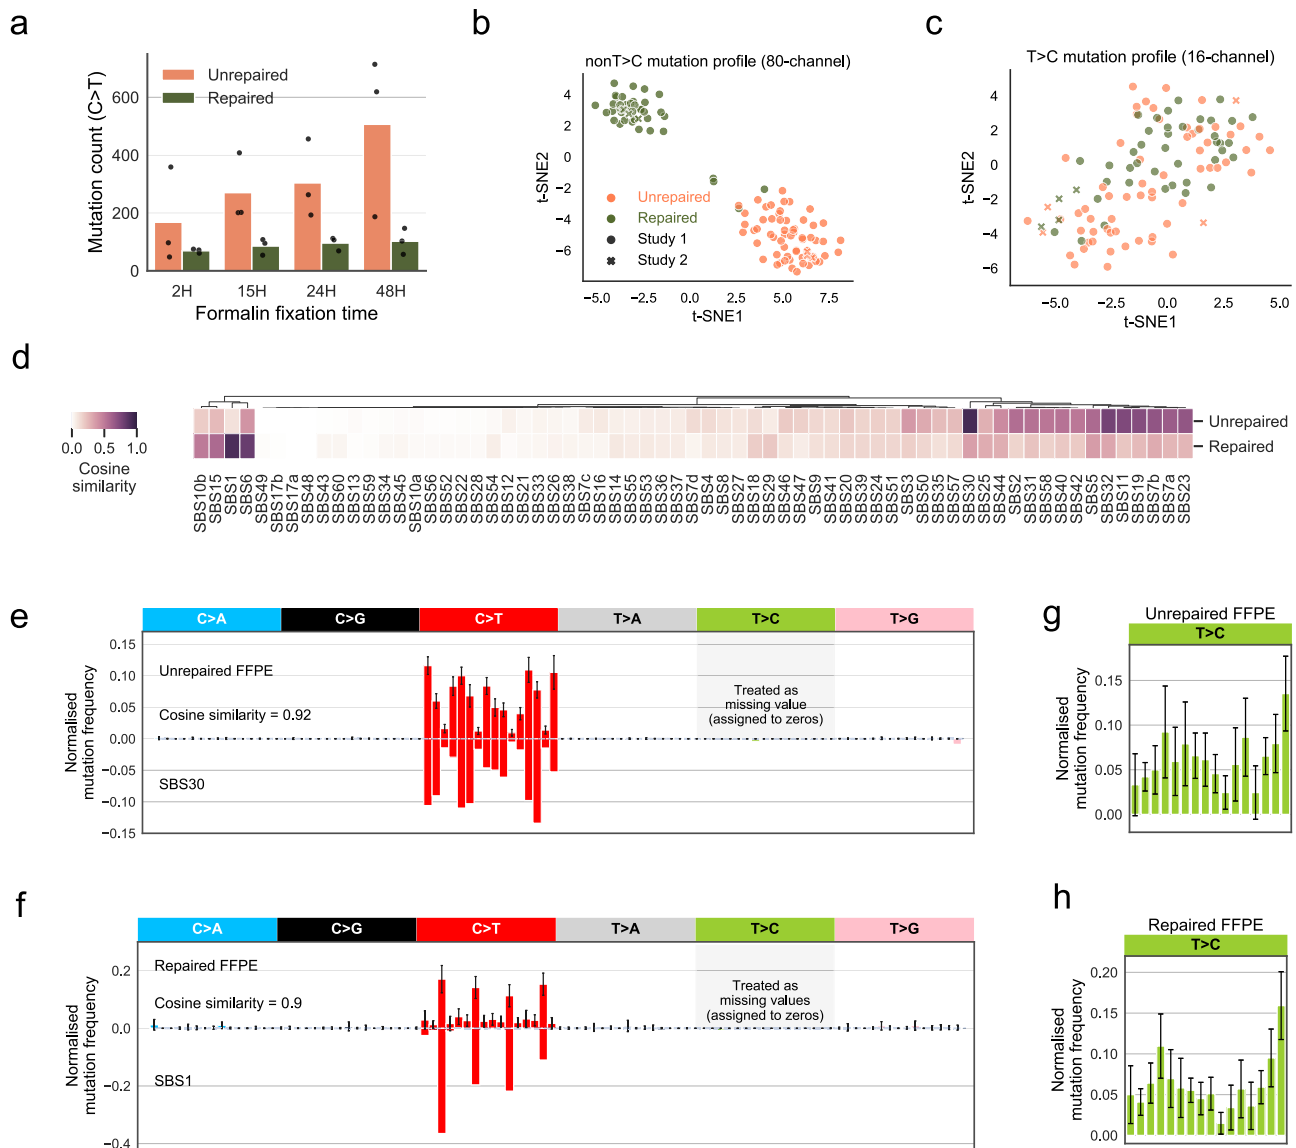 a
Mutation count (C>T)
600
400
200
0
Unrepaired
Repaired
2H 15H 24H 48H
Formalin fixation time
b
nonT>C mutation profile (80-channel)
t-SNE2
4
2
0
−2
−4
−6
Unrepaired
Repaired
Study 1
Study 2
−5.0 −2.5 0.0 2.5 5.0 7.5
t-SNE1
c
T>C mutation profile (16-channel)
t-SNE2
4
2
0
−2
−4
−6
−5.0 −2.5 0.0 2.5 5.0
t-SNE1
d
0.0 0.5 1.0
Cosine
similarity
Unrepaired
Repaired
SBS10b
SBS15
SBS1
SBS6
SBS49
SBS17b
SBS17a
SBS48
SBS43
SBS60
SBS13
SBS59
SBS34
SBS45
SBS10a
SBS56
SBS52
SBS22
SBS28
SBS54
SBS12
SBS21
SBS33
SBS26
SBS38
SBS7c
SBS16
SBS14
SBS55
SBS53
SBS36
SBS37
SBS7d
SBS4
SBS8
SBS27
SBS18
SBS29
SBS46
SBS47
SBS9
SBS41
SBS20
SBS39
SBS24
SBS51
SBS3
SBS50
SBS35
SBS57
SBS30
SBS25
SBS44
SBS2
SBS31
SBS58
SBS40
SBS42
SBS5
SBS32
SBS11
SBS19
SBS7b
SBS7a
SBS23
e
C>A C>G C>T T>A T>C T>G
Normalised
mutation frequency
0.15
0.10
0.05
0.00
−0.05
−0.10
−0.15
Unrepaired FFPE
Cosine similarity = 0.92
SBS30
Treated as
missing value
(assigned to zeros)
g
Unrepaired FFPE
T>C
Normalised
mutation frequency
0.15
0.10
0.05
0.00
f
C>A C>G C>T T>A T>C T>G
Normalised
mutation frequency
0.2
0.0
−0.2
−0.4
Repaired FFPE
Cosine similarity = 0.9
SBS1
Treated as
missing values
(assigned to zeros)
h
Repaired FFPE
T>C
Normalised
mutation frequency
0.20
0.15
0.10
0.05
0.00